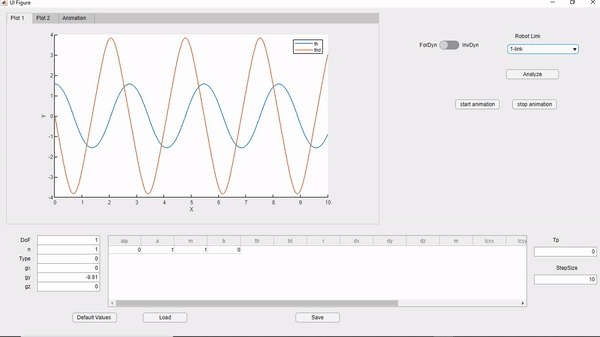 UI Figure
Plot 1 Plot 2 Animation
4
3
2
1
0
-1
-2
-3
-4
Y
0 1 2 3 4 5 6 7 8 9 10
X
th
thd
ForDyn InvDyn
Robot Link
1-link
Analyze
start animation stop animation
DoF 1
n 1
Type 0
gx 0
gy -9.81
gz 0
alp a m b th bf r dx dy dz m Icxx Icyy
0 1 1 0
Tp
0
StepSize
10
Default Values Load Save